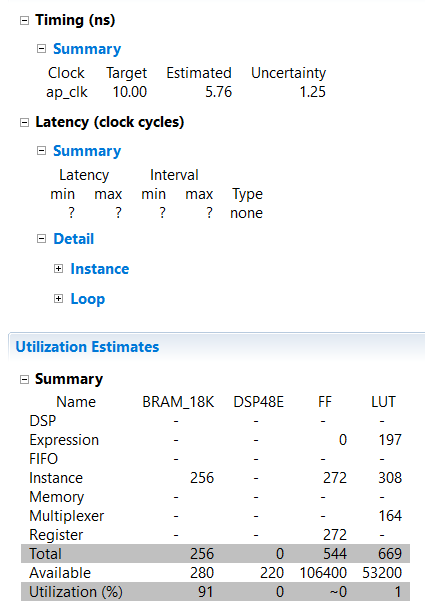 Timing (ns)
Summary
Clock Target Estimated Uncertainty
ap_clk 10.00 5.76 1.25
Latency (clock cycles)
Summary
Latency Interval
min max min max Type
? ? ? ? none
Detail
Instance
Loop
Utilization Estimates
Summary
Name BRAM_18K DSP48E FF LUT
DSP - - - -
Expression - - 0 197
FIFO - - - -
Instance 256 - 272 308
Memory - - - -
Multiplexer - - - 164
Register - - 272 -
Total 256 0 544 669
Available 280 220 106400 53200
Utilization (%) 91 0 ~0 1